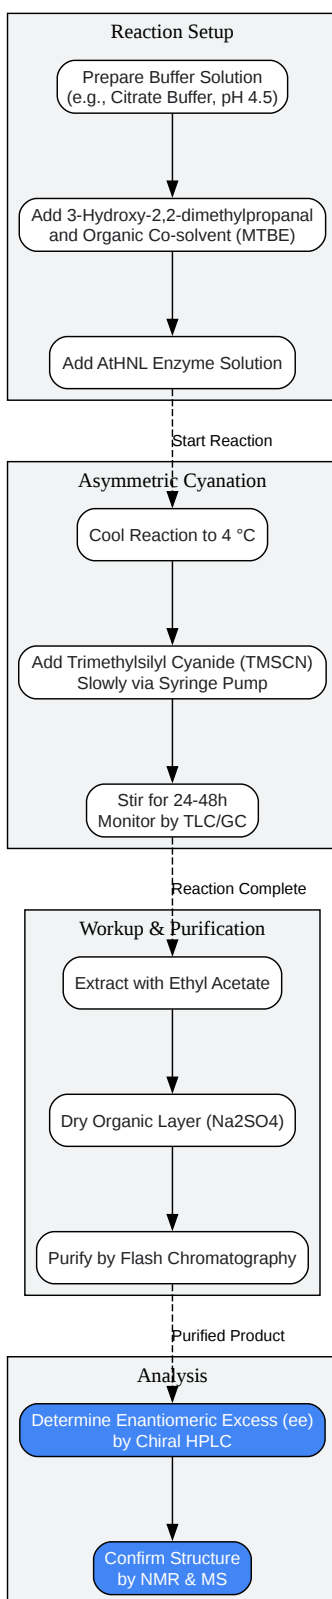 Reaction Setup
Prepare Buffer Solution
(e.g., Citrate Buffer, pH 4.5)
Add 3-Hydroxy-2,2-dimethylpropanal
and Organic Co-solvent (MTBE)
Add AtHNL Enzyme Solution
Start Reaction
Asymmetric Cyanation
Cool Reaction to 4 °C
Add Trimethylsilyl Cyanide (TMSCN)
Slowly via Syringe Pump
Stir for 24-48h
Monitor by TLC/GC
Reaction Complete
Workup & Purification
Extract with Ethyl Acetate
Dry Organic Layer (Na2SO4)
Purify by Flash Chromatography
Purified Product
Analysis
Determine Enantiomeric Excess (ee)
by Chiral HPLC
Confirm Structure
by NMR & MS